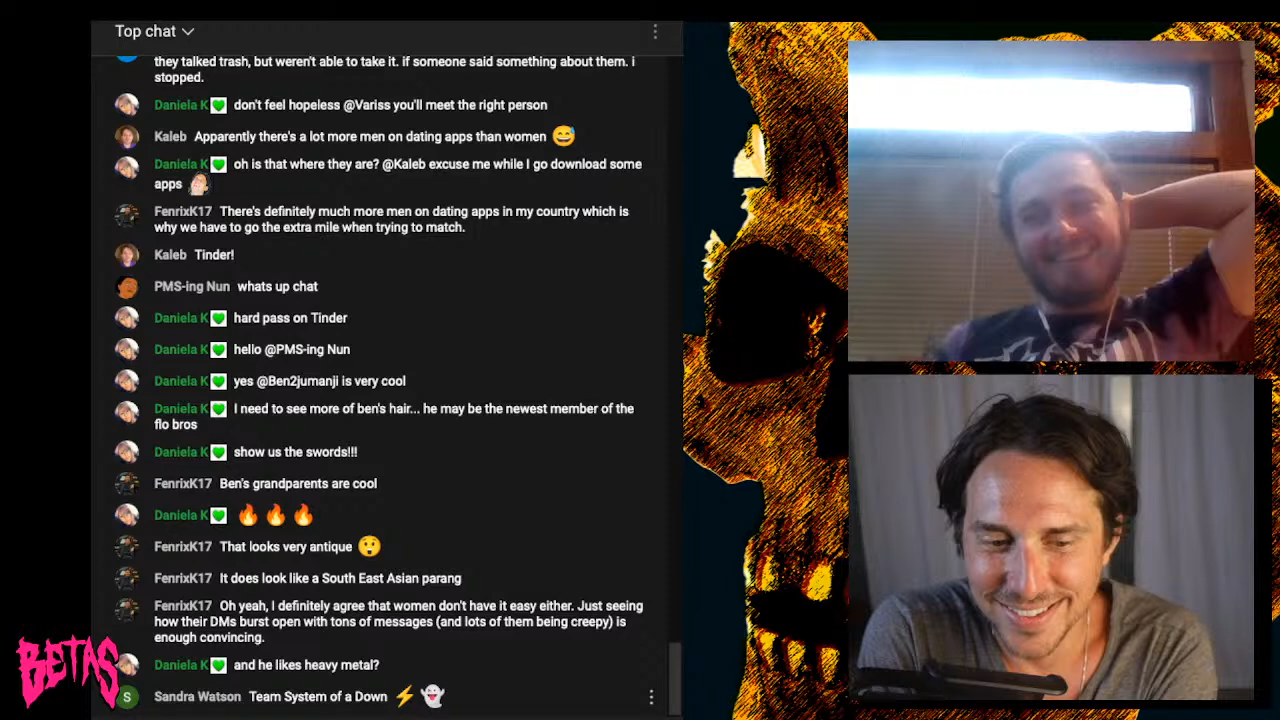 Top chat
they talked trash, but weren't able to take it. if someone said something about them. i
stopped.
Daniela K don't feel hopeless @Variss you'll meet the right person
Kaleb Apparently there's a lot more men on dating apps than women 😅
Daniela K oh is that where they are? @Kaleb excuse me while I go download some
apps
FenrixK17 There's definitely much more men on dating apps in my country which is
why we have to go the extra mile when trying to match.
Kaleb Tinder!
PMS-ing Nun whats up chat
Daniela K hard pass on Tinder
Daniela K hello @PMS-ing Nun
Daniela K yes @Ben2jumanji is very cool
Daniela K I need to see more of ben's hair... he may be the newest member of the
flo bros
Daniela K show us the swords!!!
FenrixK17 Ben's grandparents are cool
Daniela K 🔥 🔥 🔥
FenrixK17 That looks very antique 😲
FenrixK17 It does look like a South East Asian parang
FenrixK17 Oh yeah, I definitely agree that women don't have it easy either. Just seeing
how their DMs burst open with tons of messages (and lots of them being creepy) is
enough convincing.
Daniela K and he likes heavy metal?
S Sandra Watson Team System of a Down ⚡ 👻
BETAS